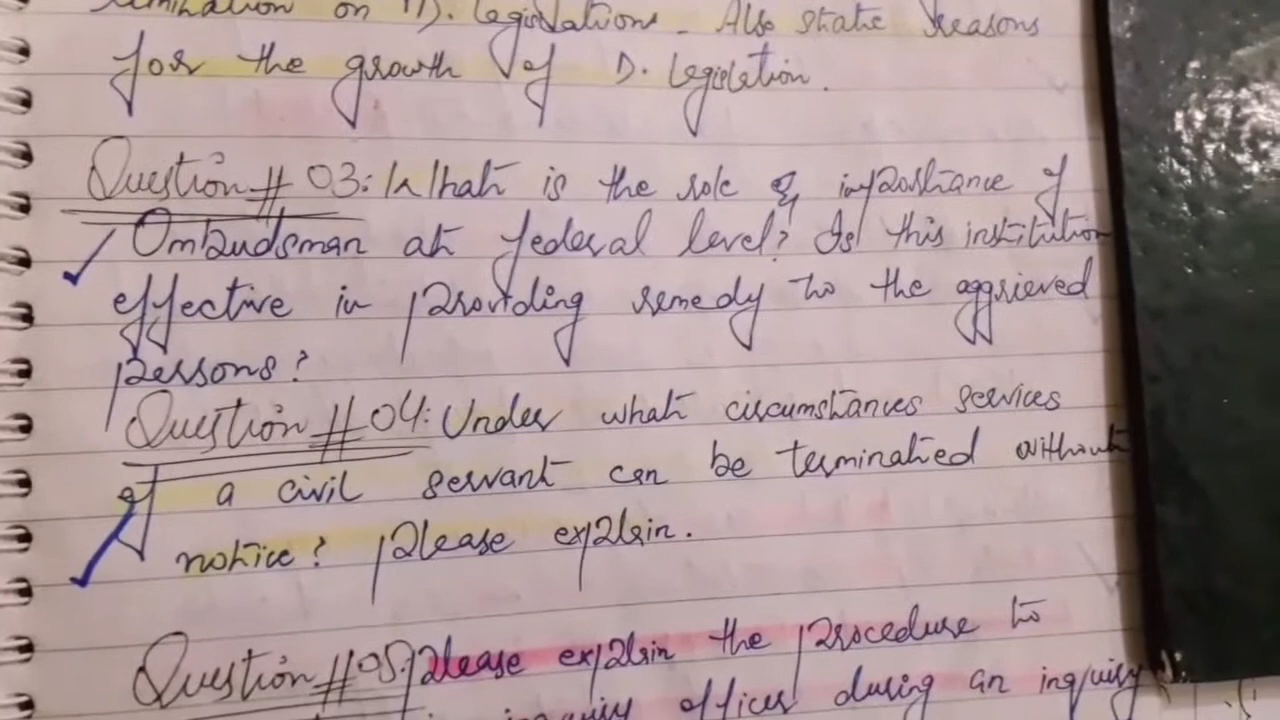 on D. Legislations. Also state reasons
for the growth of D. Legislation.
Question # 03: What is the role & importance of
Ombudsman at federal level? Is this institution
effective in providing remedy to the aggrieved
persons?
Question #04: Under what circumstances services
of a civil servant can be terminated without
notice? please explain.
Question #05: please explain the procedure to
officer during an inquiry